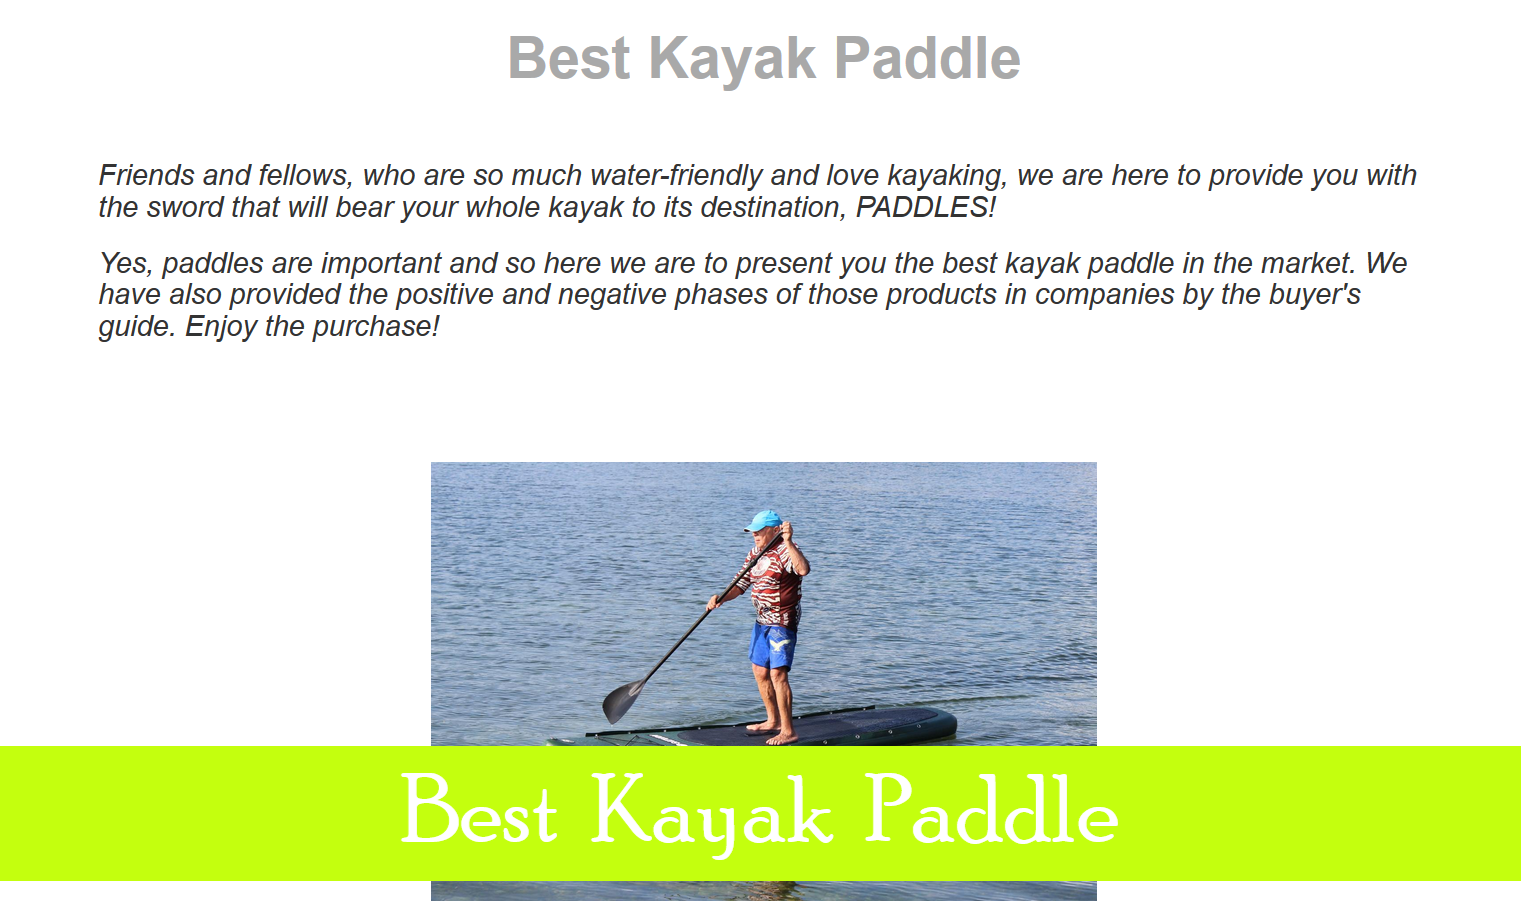 Best Kayak Paddle
Friends and fellows, who are so much water-friendly and love kayaking, we are here to provide you with
the sword that will bear your whole kayak to its destination, PADDLES!
Yes, paddles are important and so here we are to present you the best kayak paddle in the market. We
have also provided the positive and negative phases of those products in companies by the buyer's
guide. Enjoy the purchase!
Best Kayak Paddle